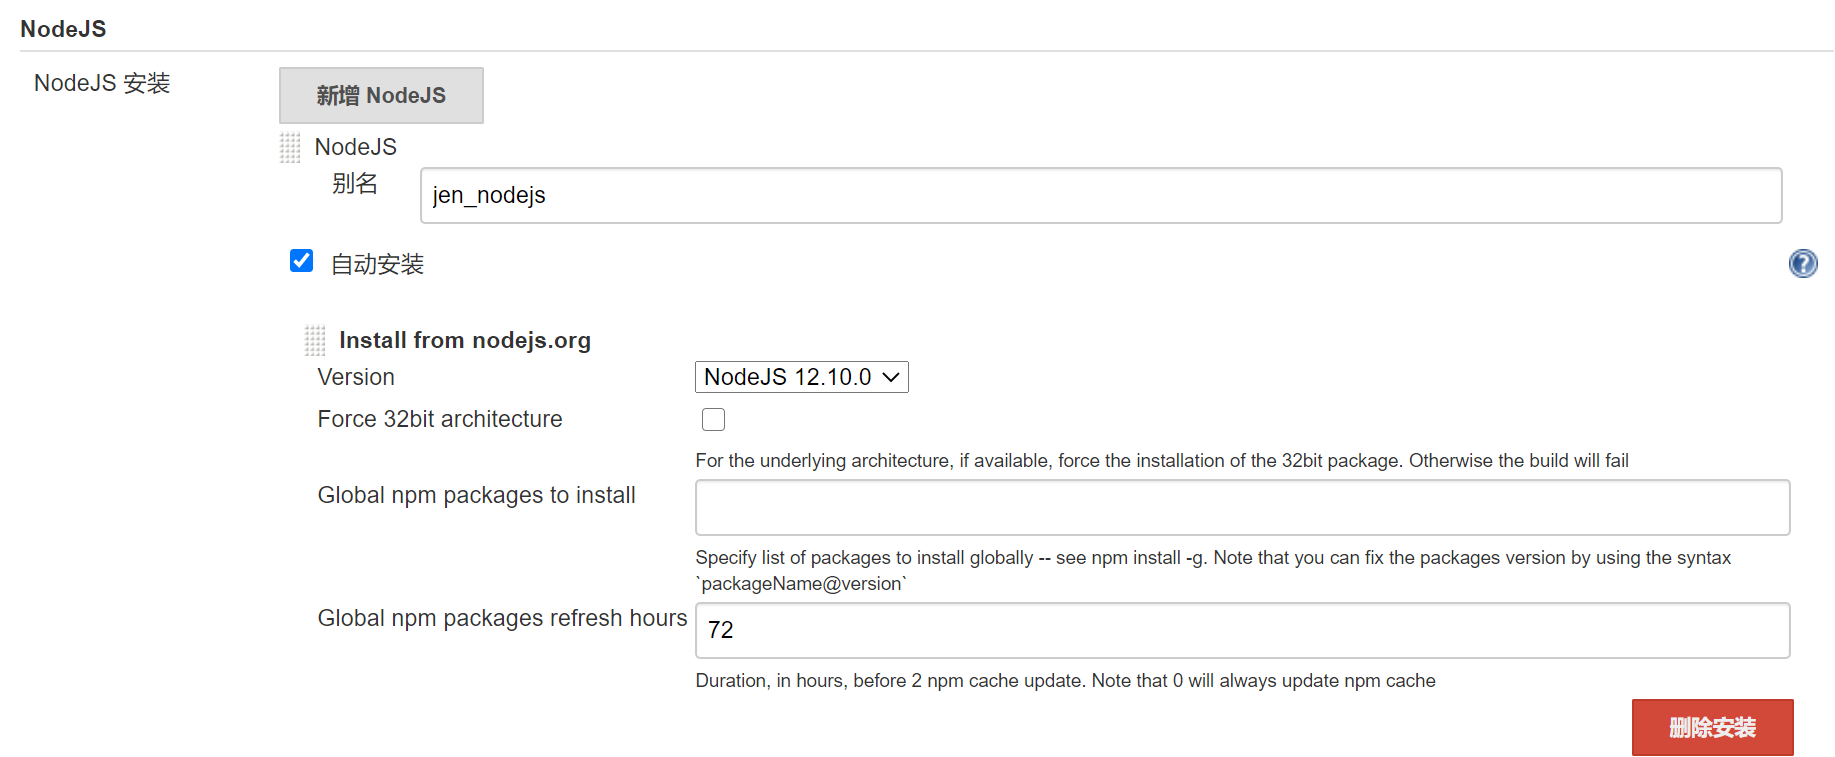 NodeJS
NodeJS 安装
新增 NodeJS
NodeJS
别名
jen_nodejs
自动安装
?
Install from nodejs.org
Version
NodeJS 12.10.0
Force 32bit architecture
For the underlying architecture, if available, force the installation of the 32bit package. Otherwise the build will fail
Global npm packages to install
Specify list of packages to install globally -- see npm install -g. Note that you can fix the packages version by using the syntax
`packageName@version`
Global npm packages refresh hours
72
Duration, in hours, before 2 npm cache update. Note that 0 will always update npm cache
删除安装